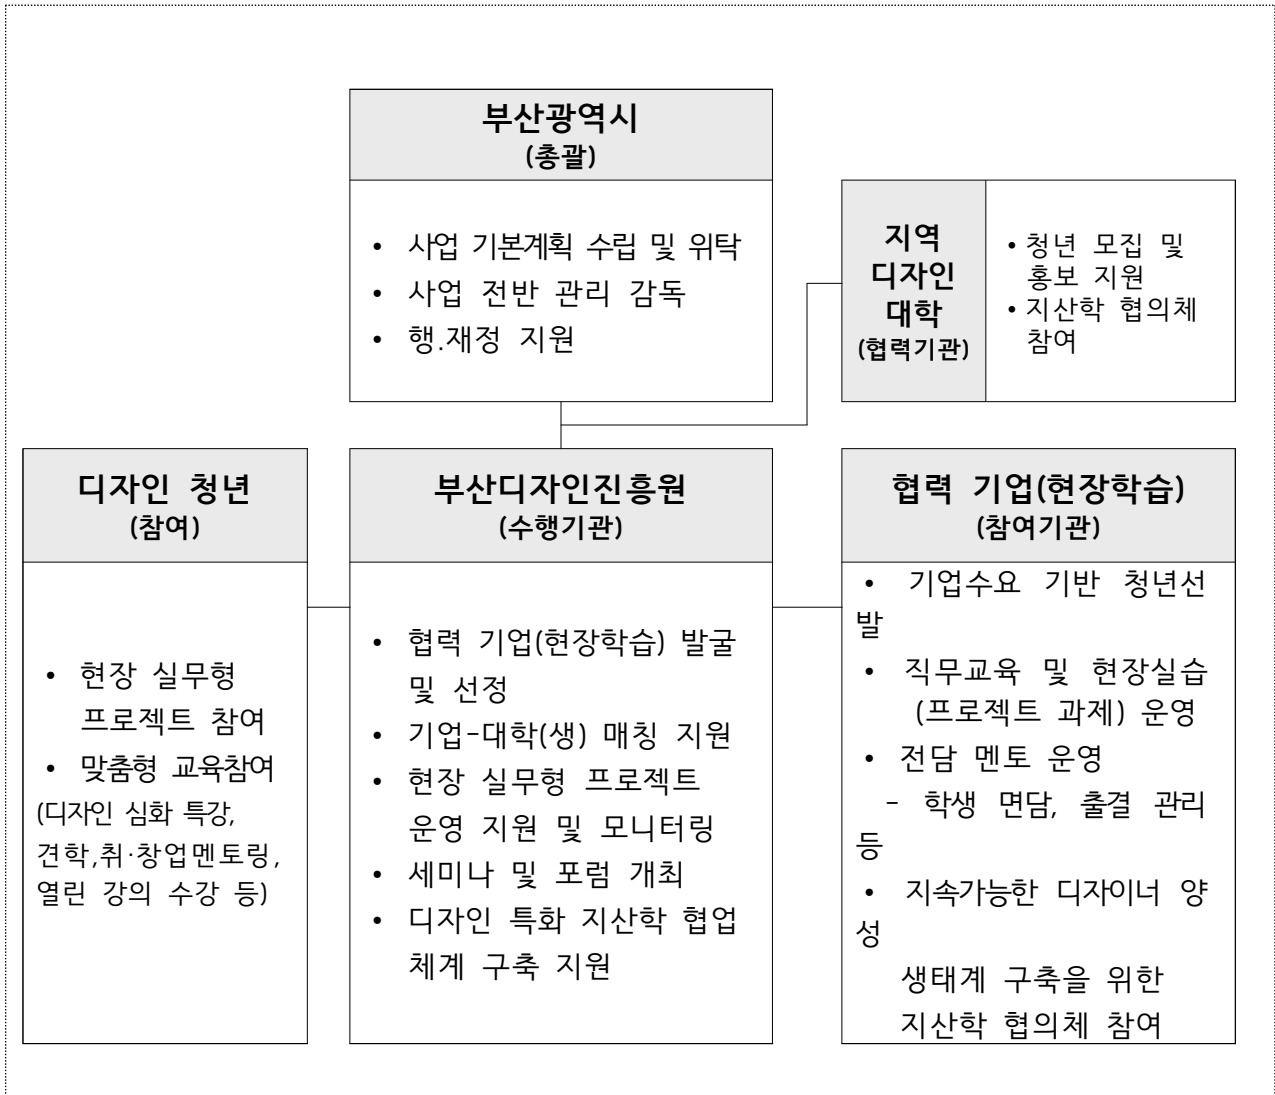 부산광역시
(총괄)
• 사업 기본계획 수립 및 위탁
• 사업 전반 관리 감독
• 행.재정 지원
지역
디자인
대학
(협력기관)
• 청년 모집 및
홍보 지원
• 지산학 협의체
참여
디자인 청년
(참여)
• 현장 실무형
프로젝트 참여
• 맞춤형 교육참여
(디자인 심화 특강,
견학,취·창업멘토링,
열린 강의 수강 등)
부산디자인진흥원
(수행기관)
• 협력 기업(현장학습) 발굴
및 선정
• 기업-대학(생) 매칭 지원
• 현장 실무형 프로젝트
운영 지원 및 모니터링
• 세미나 및 포럼 개최
• 디자인 특화 지산학 협업
체계 구축 지원
협력 기업(현장학습)
(참여기관)
• 기업수요 기반 청년선
발
• 직무교육 및 현장실습
(프로젝트 과제) 운영
• 전담 멘토 운영
- 학생 면담, 출결 관리
등
• 지속가능한 디자이너 양
성
생태계 구축을 위한
지산학 협의체 참여